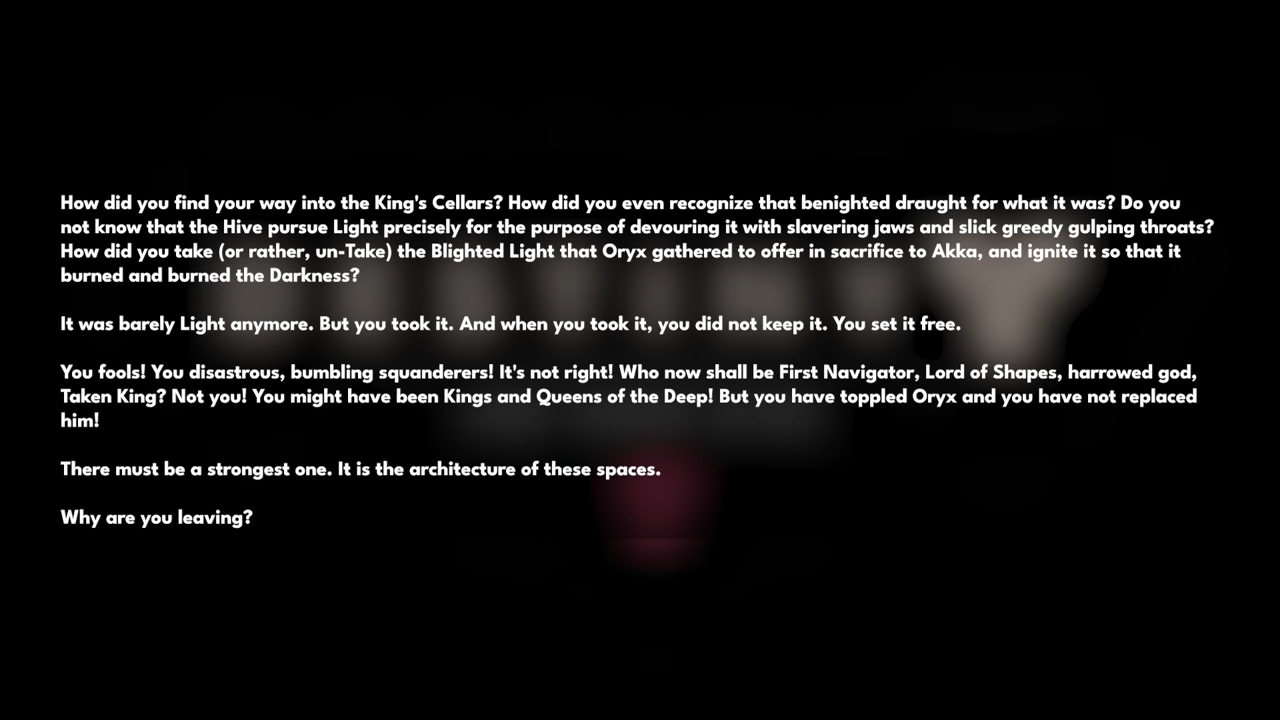 How did you find your way into the King's Cellars? How did you even recognize that benighted draught for what it was? Do you
not know that the Hive pursue Light precisely for the purpose of devouring it with slavering jaws and slick greedy gulping throats?
How did you take (or rather, un-Take) the Blighted Light that Oryx gathered to offer in sacrifice to Akka, and ignite it so that it
burned and burned the Darkness?
It was barely Light anymore. But you took it. And when you took it, you did not keep it. You set it free.
You fools! You disastrous, bumbling squanderers! It's not right! Who now shall be First Navigator, Lord of Shapes, harrowed god,
Taken King? Not you! You might have been Kings and Queens of the Deep! But you have toppled Oryx and you have not replaced
him!
There must be a strongest one. It is the architecture of these spaces.
Why are you leaving?